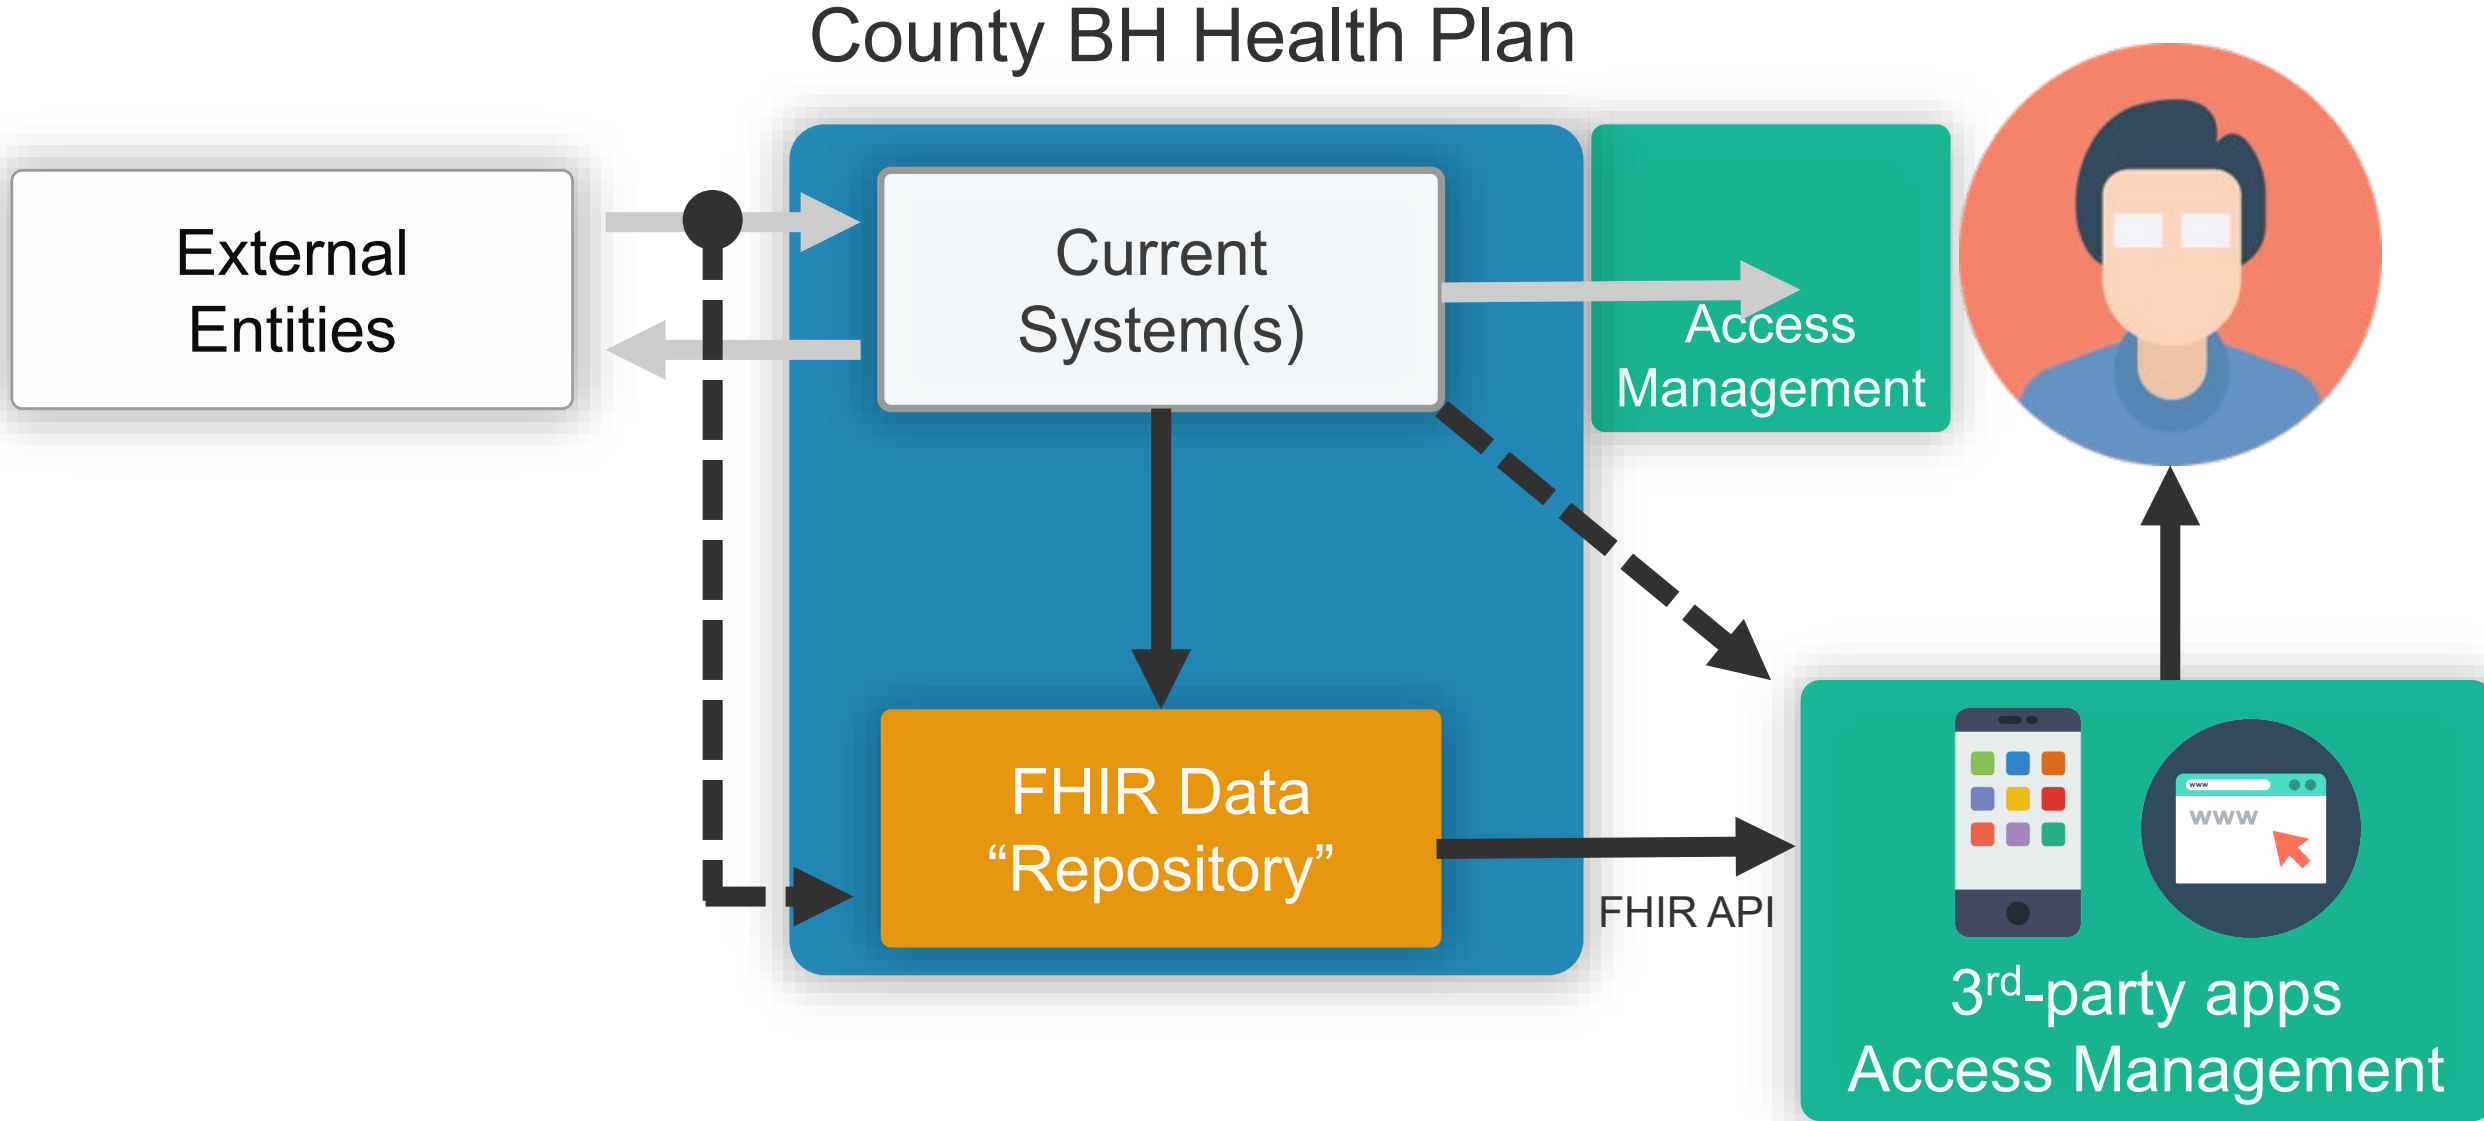 County BH Health Plan
External
Entities
Current
System(s)
Access
Management
FHIR Data
“Repository”
FHIR API
www
www
3rd-party apps
Access Management